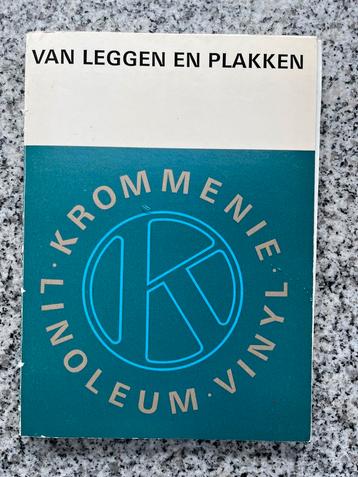 VAN LEGGEN EN PLAKKEN
KROMMENIE
· LINOLEUM · VINYL ·
K